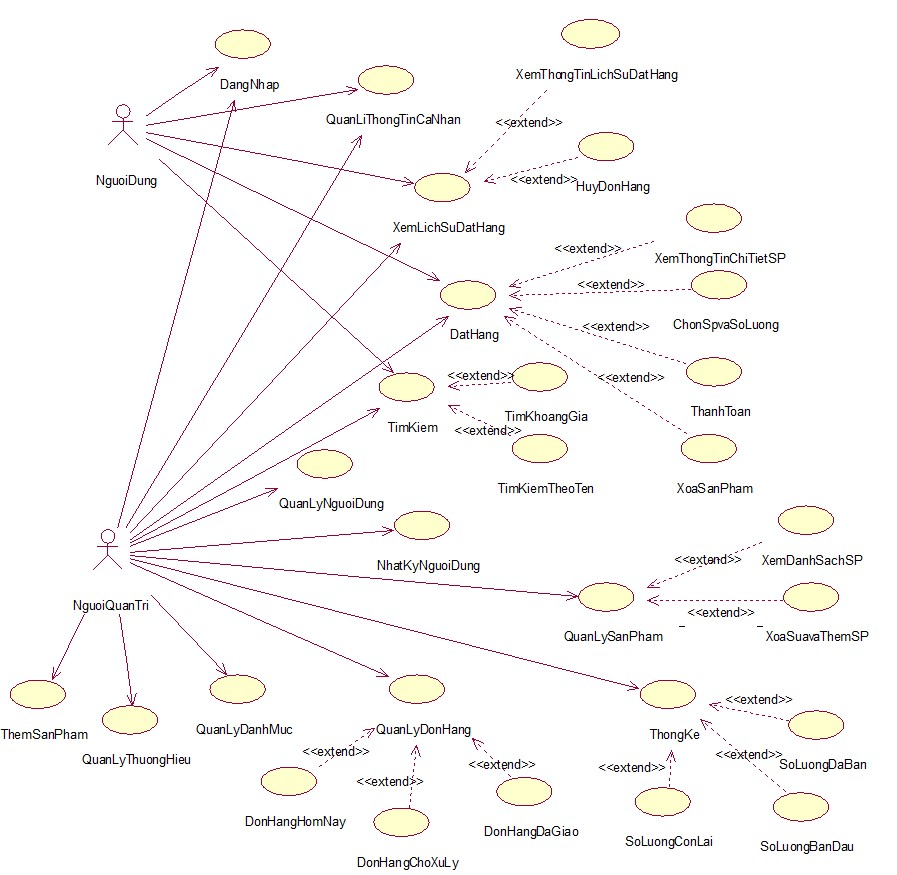 XemThongTinLichSuDatHang
DangNhap
QuanLiThongTinCaNhan
<<extend>>
NguoiDung
<<extend>>
HuyDonHang
XemLichSuDatHang
<<extend>>
XemThongTinChiTietSP
<<extend>>
ChonSpvaSoLuong
DatHang
<<extend>>
<<extend>>
<<extend>>
ThanhToan
TimKhoangGia
TimKiem
<<extend>>
TimKiemTheoTen
XoaSanPham
QuanLyNguoiDung
NhatKyNguoiDung
<<extend>>
XemDanhSachSP
NguoiQuanTri
<<extend>>
QuanLySanPham
XoaSuavaThemSP
ThemSanPham
QuanLyThuongHieu
QuanLyDanhMuc
QuanLyDonHang
<<extend>>
ThongKe
<<extend>>
<<extend>>
SoLuongDaBan
<<extend>>
<<extend>>
<<extend>>
DonHangHomNay
DonHangDaGiao
SoLuongConLai
SoLuongBanDau
DonHangChoXuLy